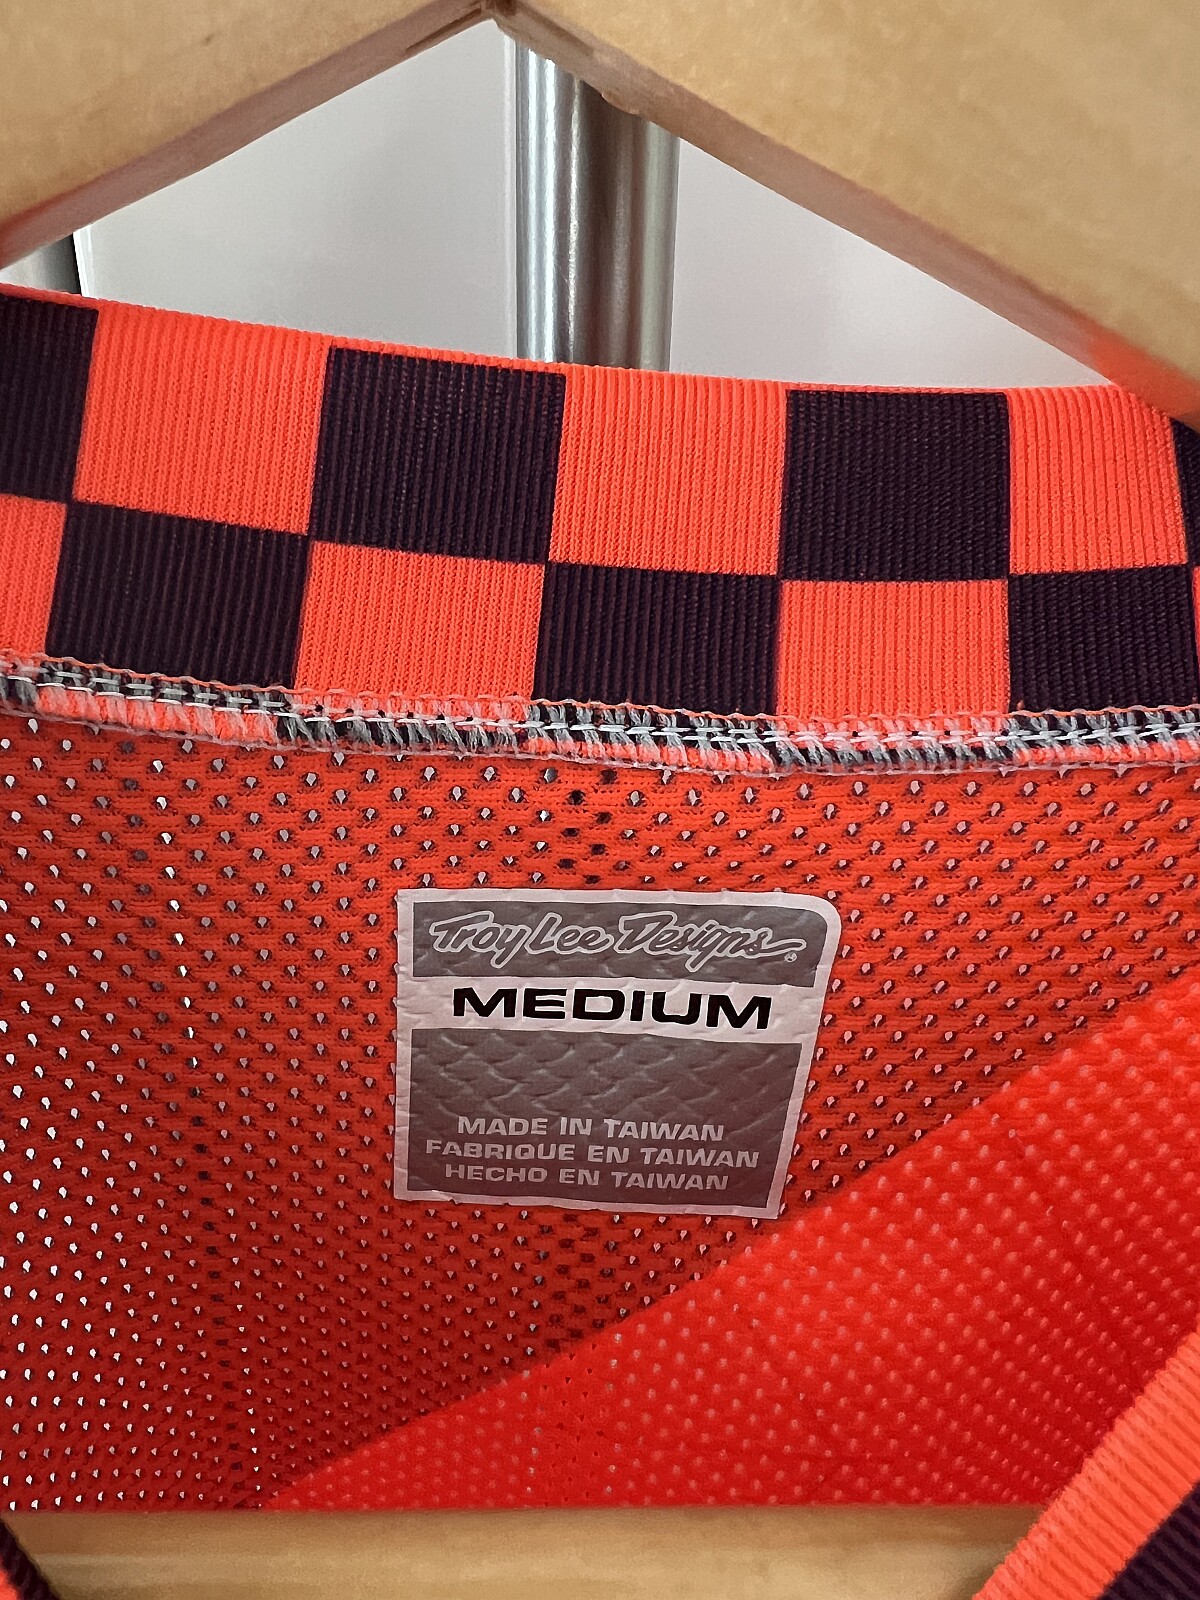 Troy Lee Designs®
MEDIUM
MADE IN TAIWAN
FABRIQUE EN TAIWAN
HECHO EN TAIWAN